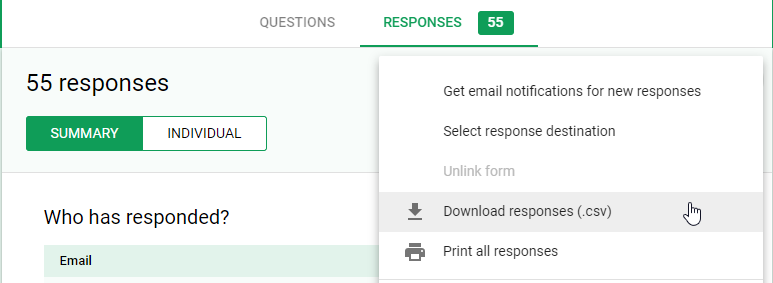 QUESTIONS RESPONSES 55
55 responses
SUMMARY INDIVIDUAL
Who has responded?
Email
Get email notifications for new responses
Select response destination
Unlink form
Download responses (.csv)
Print all responses